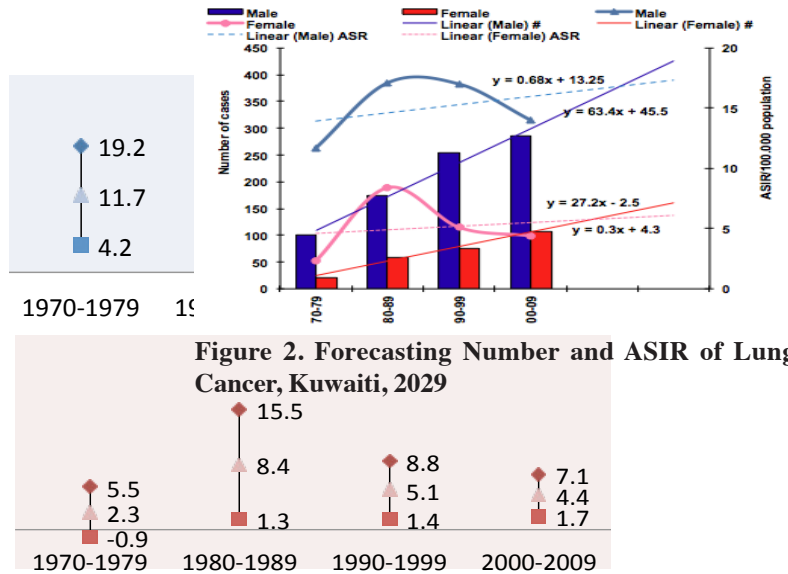 Male Female Male
Female Linear (Male) # Linear (Female) #
Linear (Male) ASR Linear (Female) ASR
450
400
350
300
250
200
150
100
50
0
Number of cases
20
15
10
5
0
ASIR/100.000 population
y = 0.68x + 13.25
y = 63.4x + 45.5
y = 27.2x - 2.5
y = 0.3x + 4.3
70-79 80-89 90-99 00-09
19.2
11.7
4.2
1970-1979
Figure 2. Forecasting Number and ASIR of Lung
Cancer, Kuwaiti, 2029
5.5
2.3
-0.9
15.5
8.4
1.3
8.8
5.1
1.4
7.1
4.4
1.7
1970-1979 1980-1989 1990-1999 2000-2009